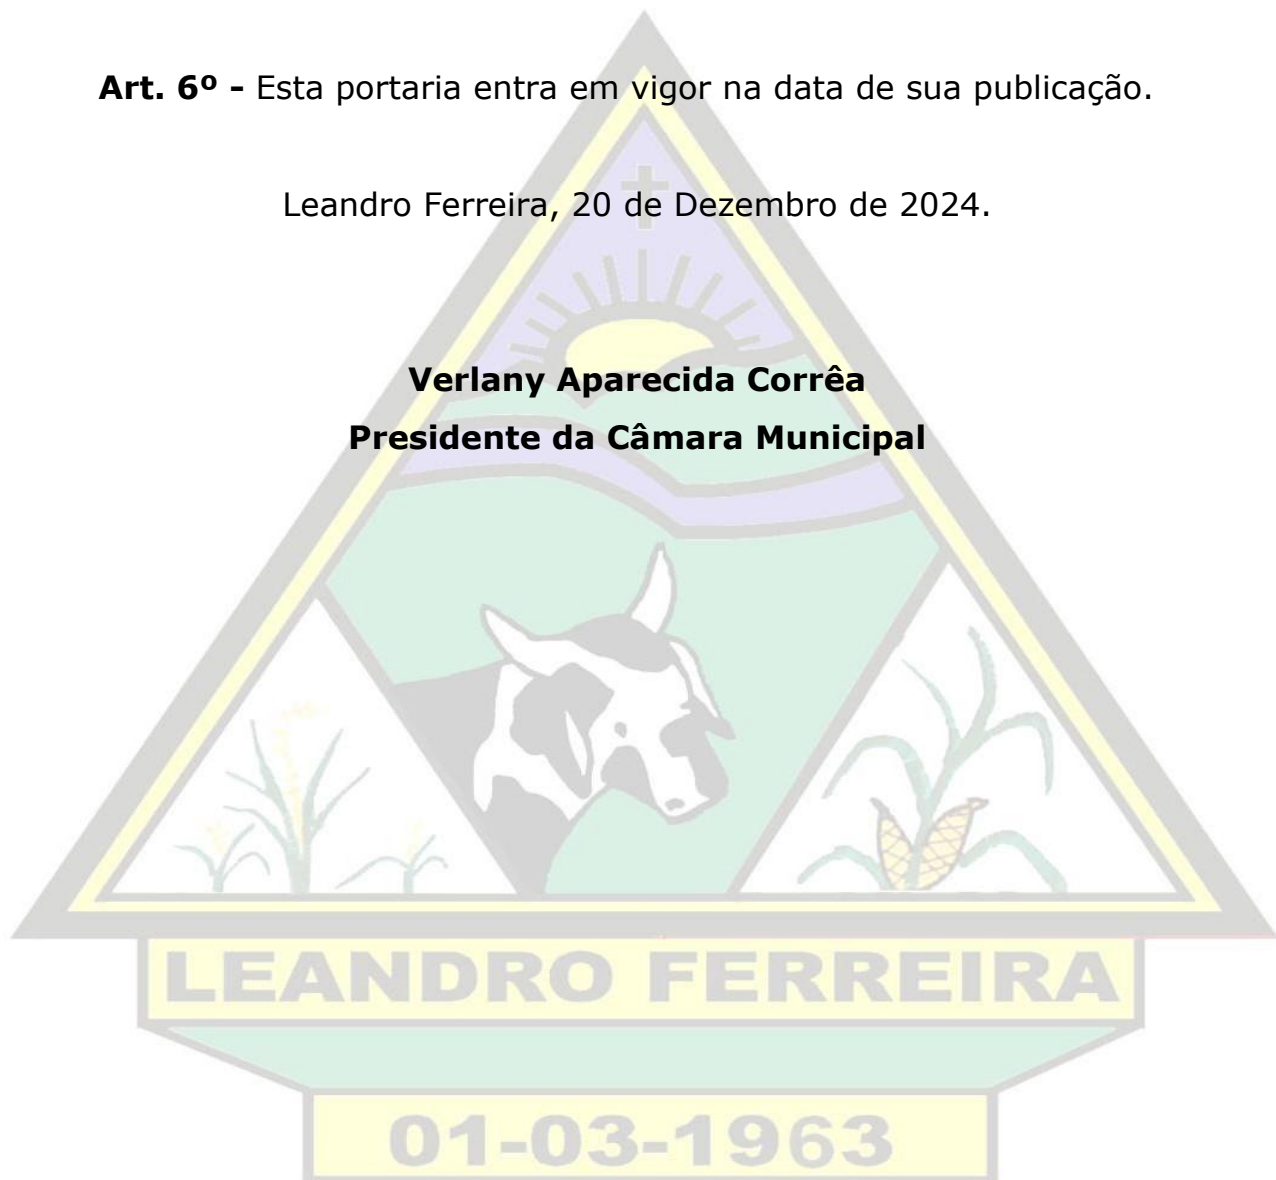 Art. 6º - Esta portaria entra em vigor na data de sua publicação.
Leandro Ferreira, 20 de Dezembro de 2024.
Verlany Aparecida Corrêa
Presidente da Câmara Municipal
LEANDRO FERREIRA
01-03-1963